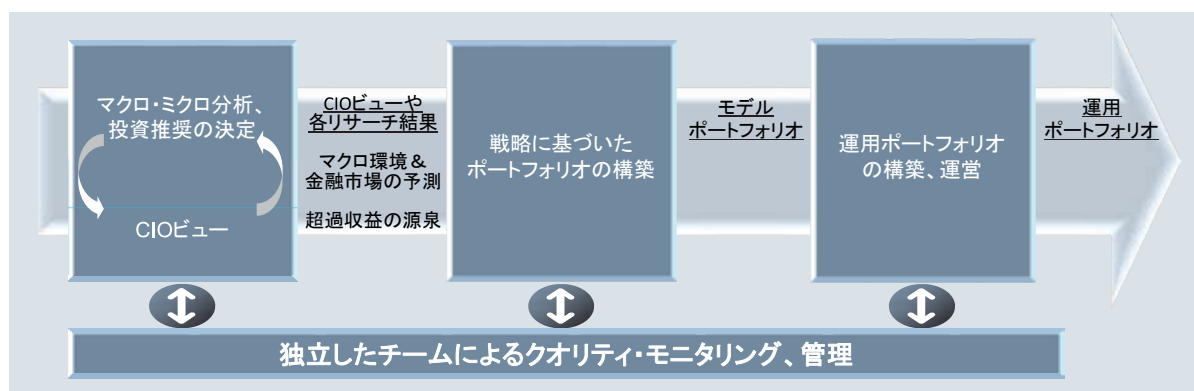 マクロ・ミクロ分析、
投資推奨の決定
CIOビュー
CIOビューや
各リサーチ結果
マクロ環境＆
金融市場の予測
超過収益の源泉
戦略に基づいた
ポートフォリオの構築
モデル
ポートフォリオ
運用ポートフォリオ
の構築、運営
運用
ポートフォリオ
独立したチームによるクオリティ・モニタリング、管理